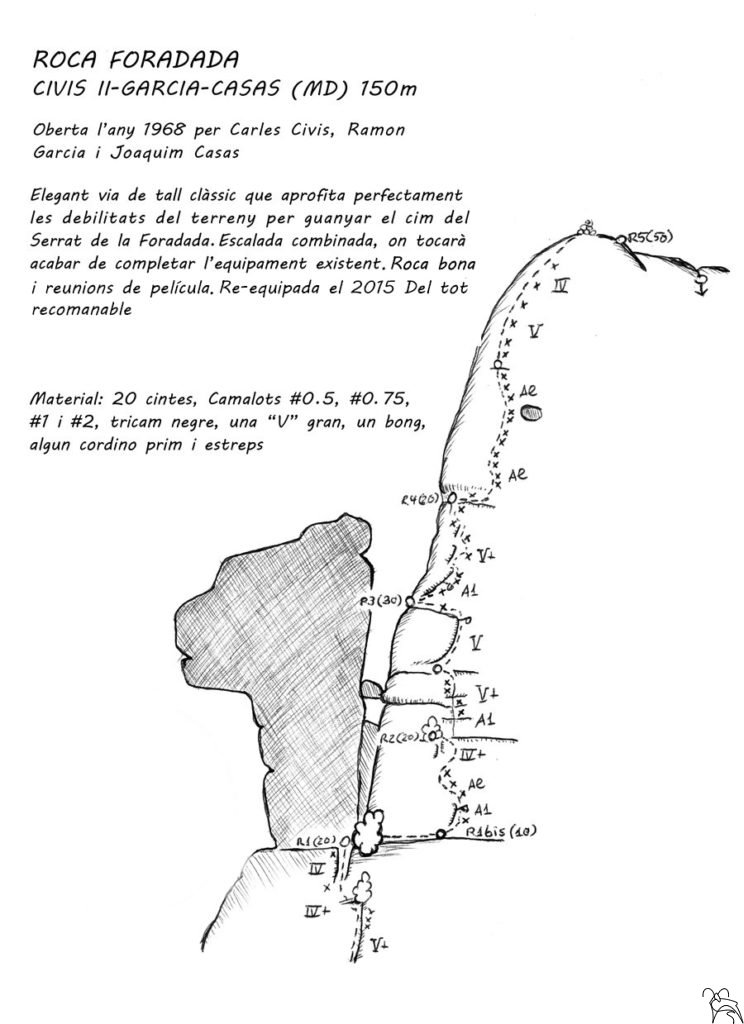 ROCA FORADADA
CIVIS II-GARCIA-CASAS (MD) 150m
Oberta l'any 1968 per Carles Civis, Ramon
Garcia i Joaquim Casas
Elegant via de tall clàssic que aprofita perfectament
les debilitats del terreny per guanyar el cim del
Serrat de la Foradada. Escalada combinada, on tocarà
acabar de completar l'equipament existent. Roca bona
i reunions de película. Re-equipada el 2015 Del tot
recomanable
Material: 20 cintes, Camalots #0.5, #0.75,
#1 i #2, tricam negre, una "V" gran, un bong,
algun cordino prim i estreps
R5(50)
IV
V
Ae
Ae
R4(20)
V+
A1
P3(30)
V
V+
A1
R2(20)
IV+
Ae
A1
R1bis(10)
R1(20)
IV
IV+
V+